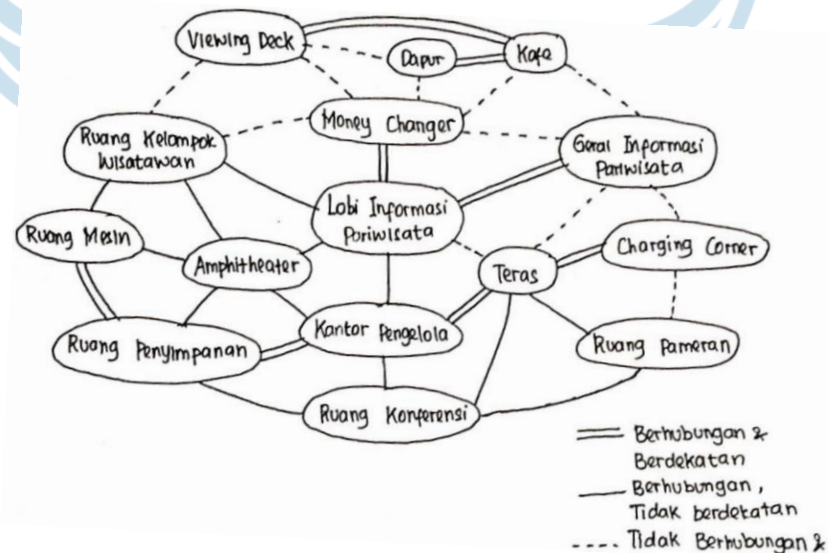 Viewing Deck
Dapur
Kafe
Money Changer
Ruang Kelompok
Wisatawan
Gerai Informasi
Pariwisata
Lobi Informasi
Pariwisata
Ruang Mesin
Amphitheater
Teras
Charging Corner
Ruang Penyimpanan
Kantor Pengelola
Ruang Pameran
Ruang Konferensi
Berhubungan &
Berdekatan
Berhubungan,
Tidak berdekatan
Tidak Berhubungan &